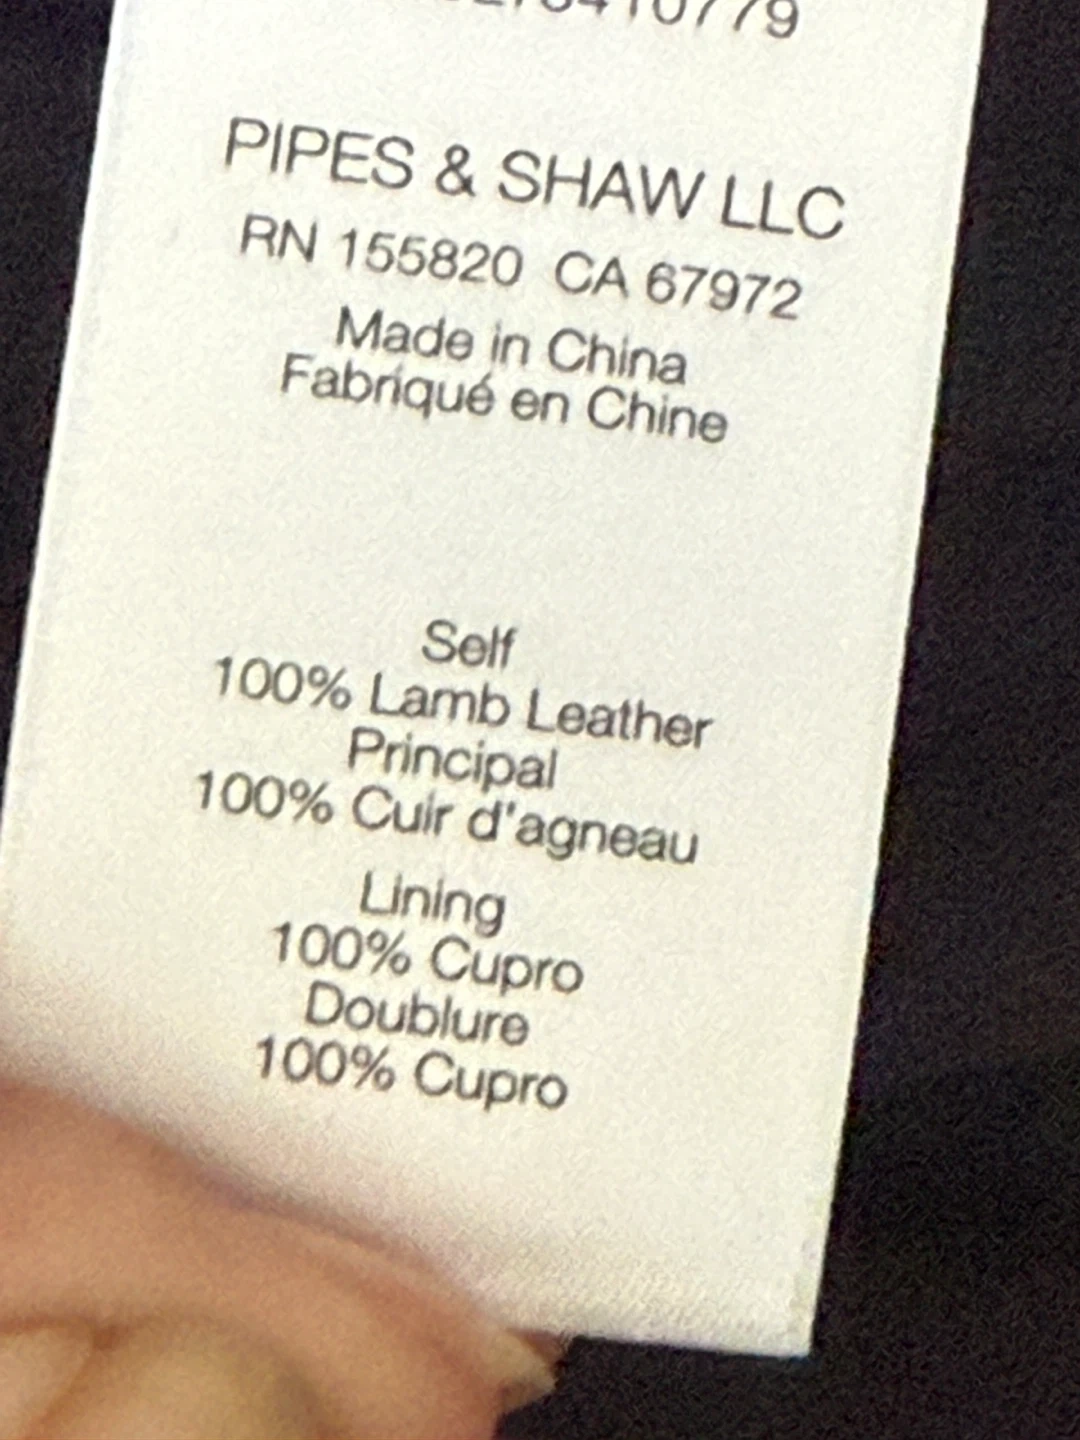 PIPES & SHAW LLC
RN 155820 CA 67972
Made in China
Fabriqué en Chine
Self
100% Lamb Leather
Principal
100% Cuir d'agneau
Lining
100% Cupro
Doublure
100% Cupro